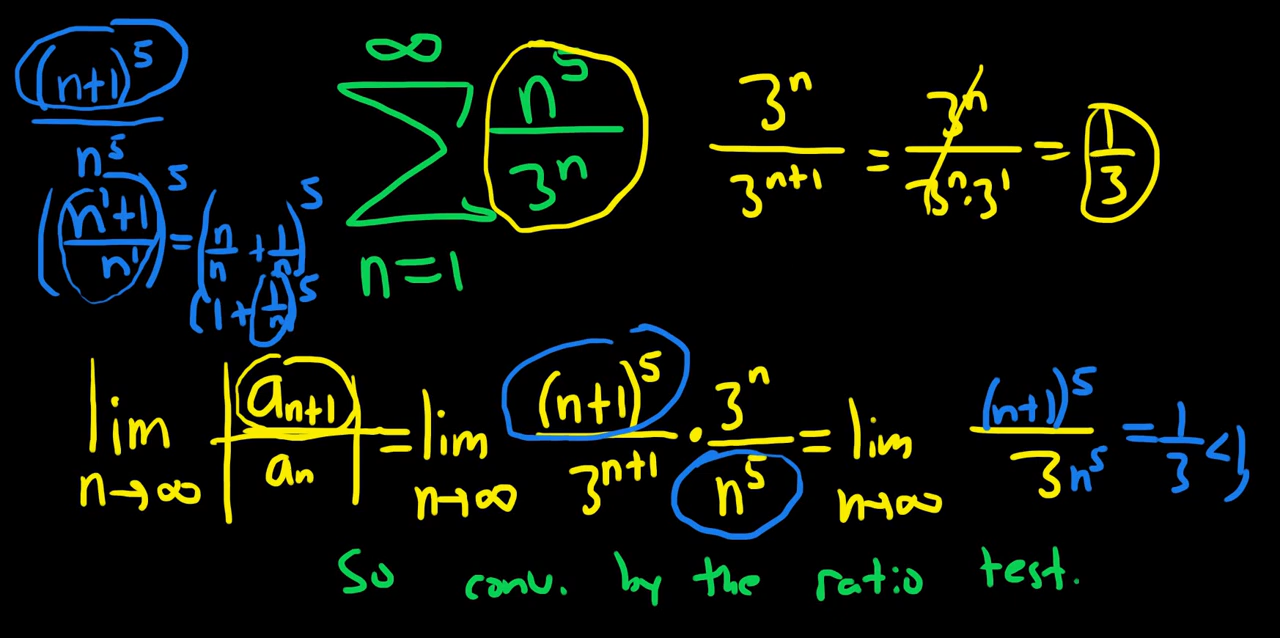 (n+1)^5 / n^5
((n^1+1)/n^1)^5 = (n/n + 1/n)^5
(1 + 1/n)^5
∞
∑ n^5 / 3^n
n=1
3^n / 3^{n+1} = 3^n / (3^n · 3^1) = 1/3
lim n→∞ |a_{n+1} / a_n| = lim n→∞ (n+1)^5 / 3^{n+1} · 3^n / n^5 = lim n→∞ (n+1)^5 / 3n^5 = 1/3 < 1,
So conv. by the ratio test.